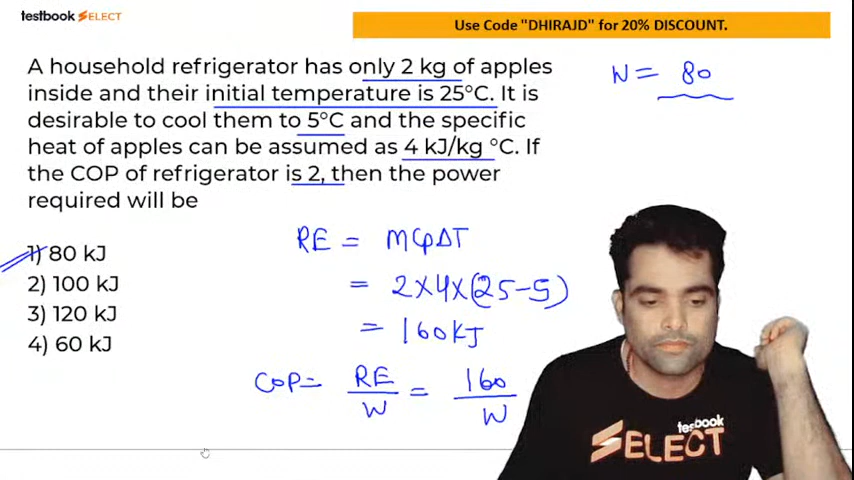 testbook SELECT
Use Code "DHIRAJD" for 20% DISCOUNT.
A household refrigerator has only 2 kg of apples
inside and their initial temperature is 25°C. It is
desirable to cool them to 5°C and the specific
heat of apples can be assumed as 4 kJ/kg °C. If
the COP of refrigerator is 2, then the power
required will be
W = 80
1) 80 kJ
2) 100 kJ
3) 120 kJ
4) 60 kJ
RE = mCpΔT
= 2×4×(25-5)
= 160 kJ
COP = RE/W = 160/W
testbook
SELECT